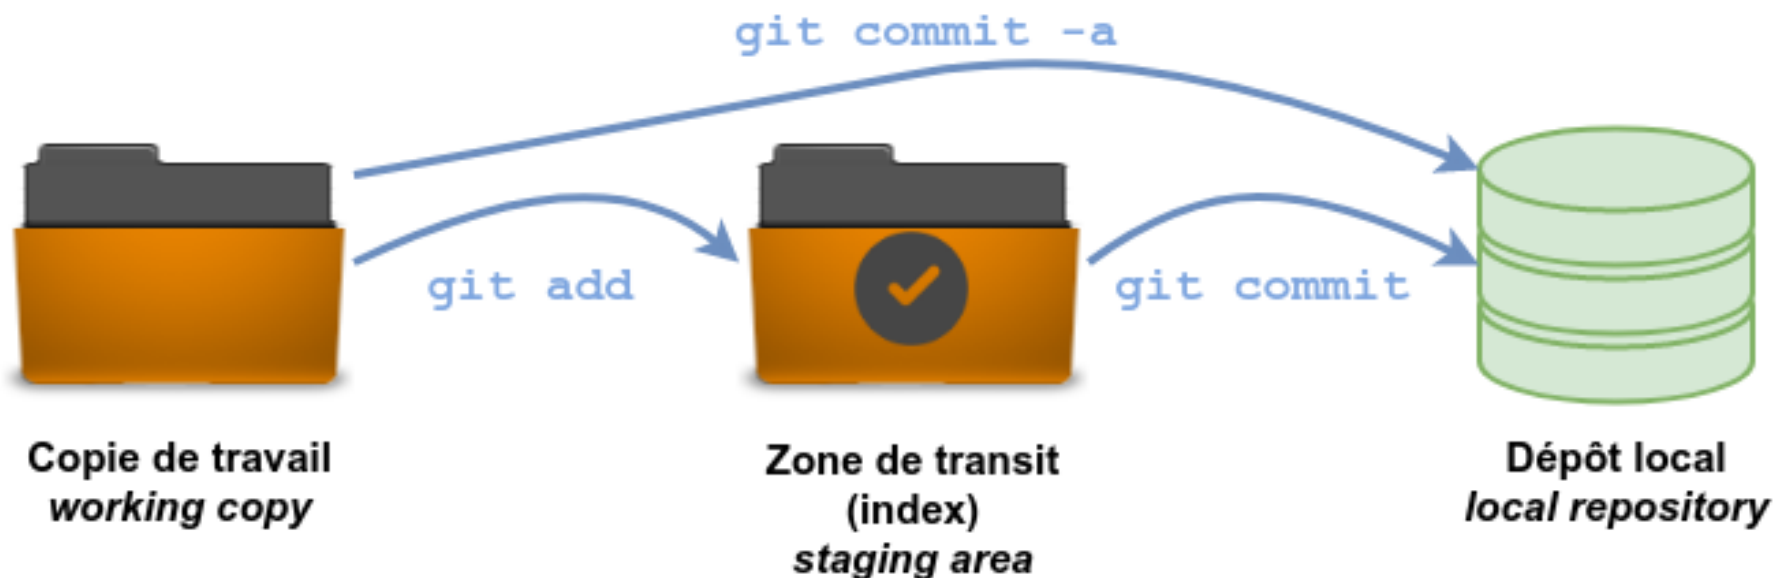 git commit -a
git add
git commit
Copie de travail
working copy
Zone de transit
(index)
staging area
Dépôt local
local repository